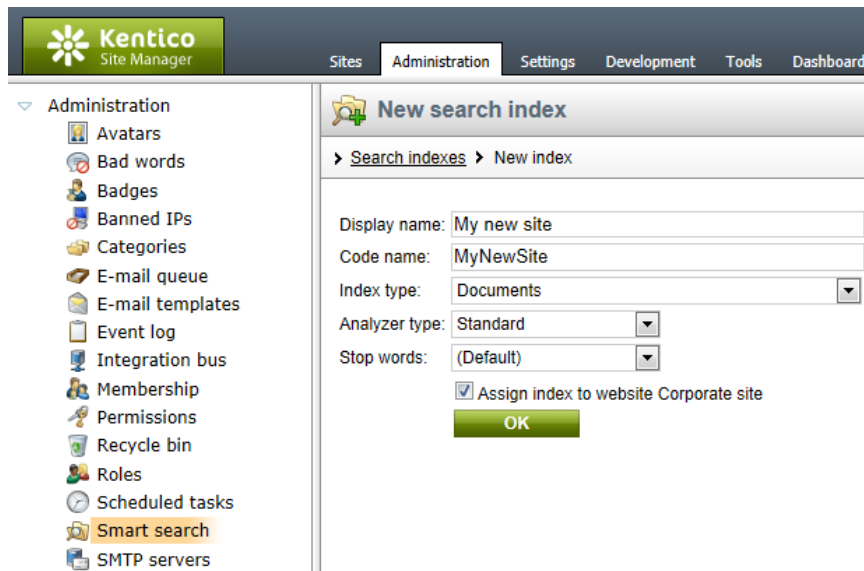 Kentico
Site Manager
Sites Administration Settings Development Tools Dashboard
Administration
Avatars
Bad words
Badges
Banned IPs
Categories
E-mail queue
E-mail templates
Event log
Integration bus
Membership
Permissions
Recycle bin
Roles
Scheduled tasks
Smart search
SMTP servers
New search index
Search indexes New index
Display name: My new site
Code name: MyNewSite
Index type: Documents
Analyzer type: Standard
Stop words: (Default)
Assign index to website Corporate site
OK